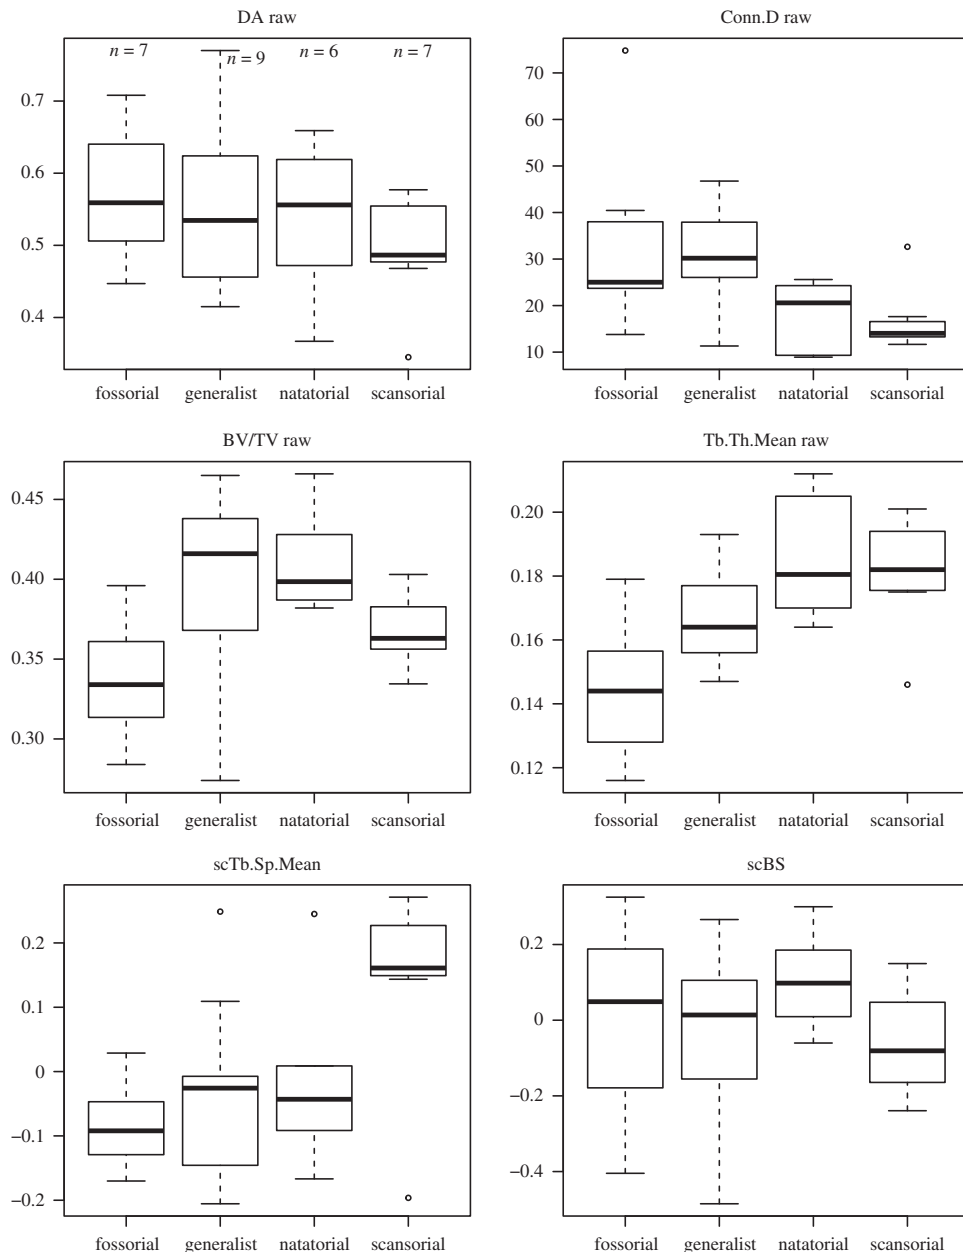 DA raw
n = 7
n = 9
n = 6
n = 7
0.7
0.6
0.5
0.4
fossorial generalist natatorial scansorial
Conn.D raw
70
60
50
40
30
20
10
fossorial generalist natatorial scansorial
BV/TV raw
0.45
0.40
0.35
0.30
fossorial generalist natatorial scansorial
Tb.Th.Mean raw
0.20
0.18
0.16
0.14
0.12
fossorial generalist natatorial scansorial
scTb.Sp.Mean
0.2
0.1
0
−0.1
−0.2
fossorial generalist natatorial scansorial
scBS
0.2
0
−0.2
−0.4
fossorial generalist natatorial scansorial